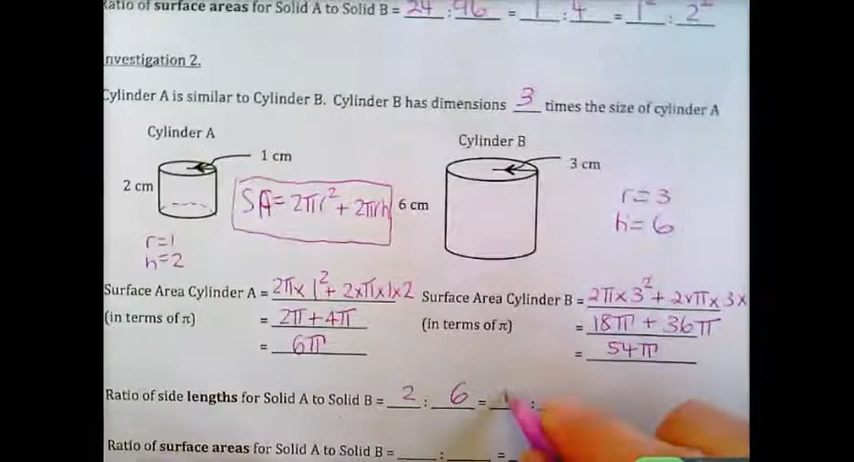 Ratio of surface areas for Solid A to Solid B = 24 : 96 = 1 : 4 = 1² : 2²
nvestigation 2.
Cylinder A is similar to Cylinder B. Cylinder B has dimensions 3 times the size of cylinder A
Cylinder A
Cylinder B
1 cm
3 cm
2 cm
SA = 2πr² + 2πrh
6 cm
r=3
h=6
r=1
h=2
Surface Area Cylinder A = 2π× 1² + 2×π×1×2
Surface Area Cylinder B = 2π×3² + 2×π×3×
(in terms of π) = 2π+4π
(in terms of π) = 18π + 36π
= 6π
= 54π
Ratio of side lengths for Solid A to Solid B = 2 : 6 = 1 :
Ratio of surface areas for Solid A to Solid B = : =